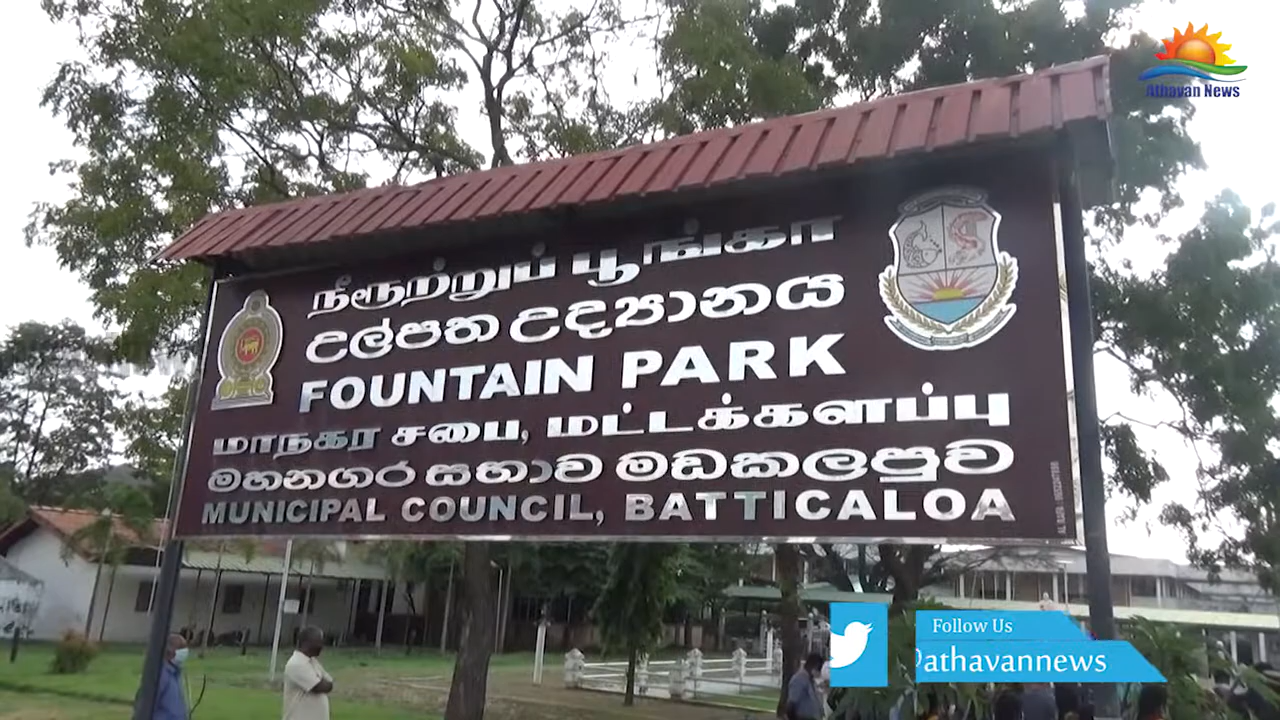 Athavan News
நீரூற்றுப் பூங்கா
උල්පත උද්‍යානය
FOUNTAIN PARK
மாநகர சபை, மட்டக்களப்பு
මහනගර සභාව මඩකලපුව
MUNICIPAL COUNCIL, BATTICALOA
Follow Us
@athavannews